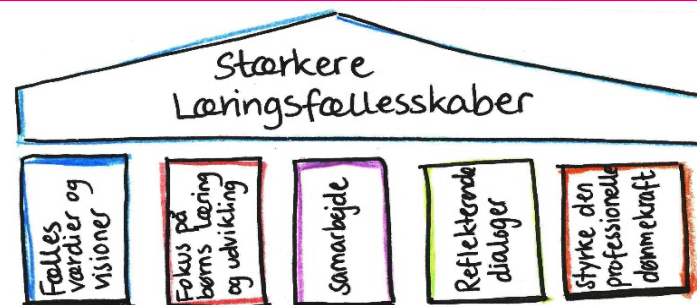 Stærkere
Læringsfællesskaber
Fælles
værdier og
visioner
Fokus på
børns læring
og udvikling
samarbejde
Reflekterende
dialoger
styrke den
professionelle
dømmekraft